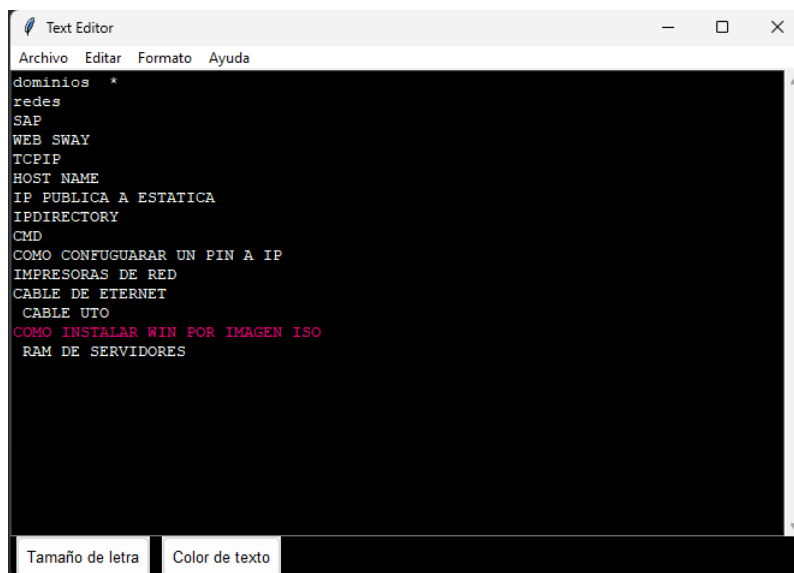 Text Editor
Archivo Editar Formato Ayuda
dominios  *
redes
SAP
WEB SWAY
TCPIP
HOST NAME
IP PUBLICA A ESTATICA
IPDIRECTORY
CMD
COMO CONFUGUARAR UN PIN A IP
IMPRESORAS DE RED
CABLE DE ETERNET
 CABLE UTO
COMO INSTALAR WIN POR IMAGEN ISO
 RAM DE SERVIDORES
Tamaño de letra Color de texto